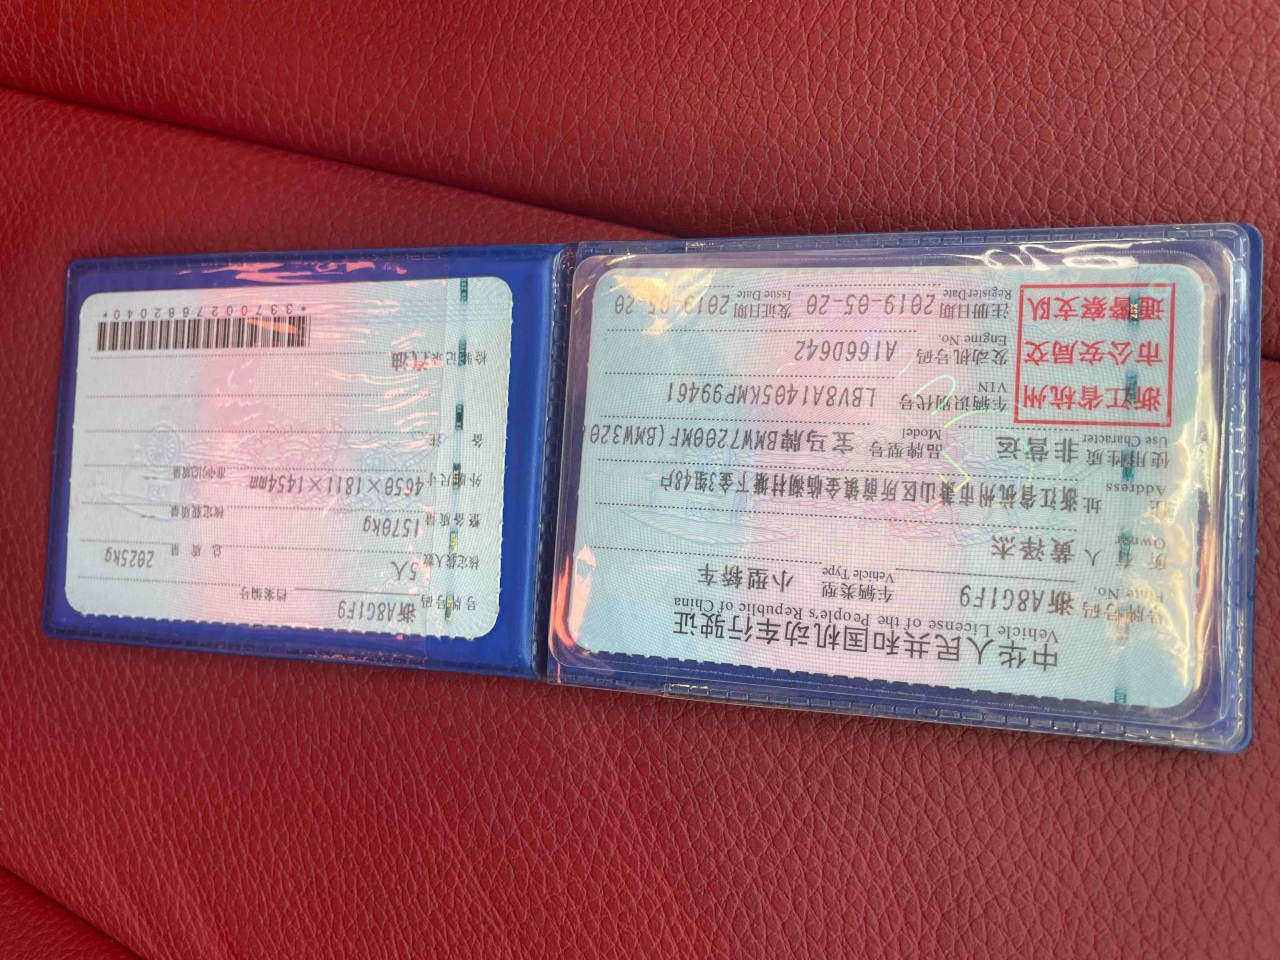 中华人民共和国机动车行驶证
Vehicle License of the People's Republic of China
号牌号码 浙A8G1F9 车辆类型 小型轿车
Plate No. Vehicle Type
所有人 黄泽杰
Owner
址 浙江省杭州市萧山区所前镇金临湖村塘下金3组48户
Address
使用性质 非营运 品牌型号 宝马牌BMW7200MF(BMW320
Use Character Model
浙江省杭州
市公安局交
通警察支队
车辆识别代号 LBV8A1405KMP99461
VIN
发动机号码 A166D642
Engine No.
注册日期 2019-05-20 发证日期 2019-05-20
Register Date Issue Date
号牌号码 浙A8G1F9 档案编号
核定载人数 5人 总质量 2025kg
整备质量 1570kg 核定载质量 --
外廓尺寸 4650×1811×1454mm 准牵引总质量 --
备注
检验记录 汽油
*3370027682040*